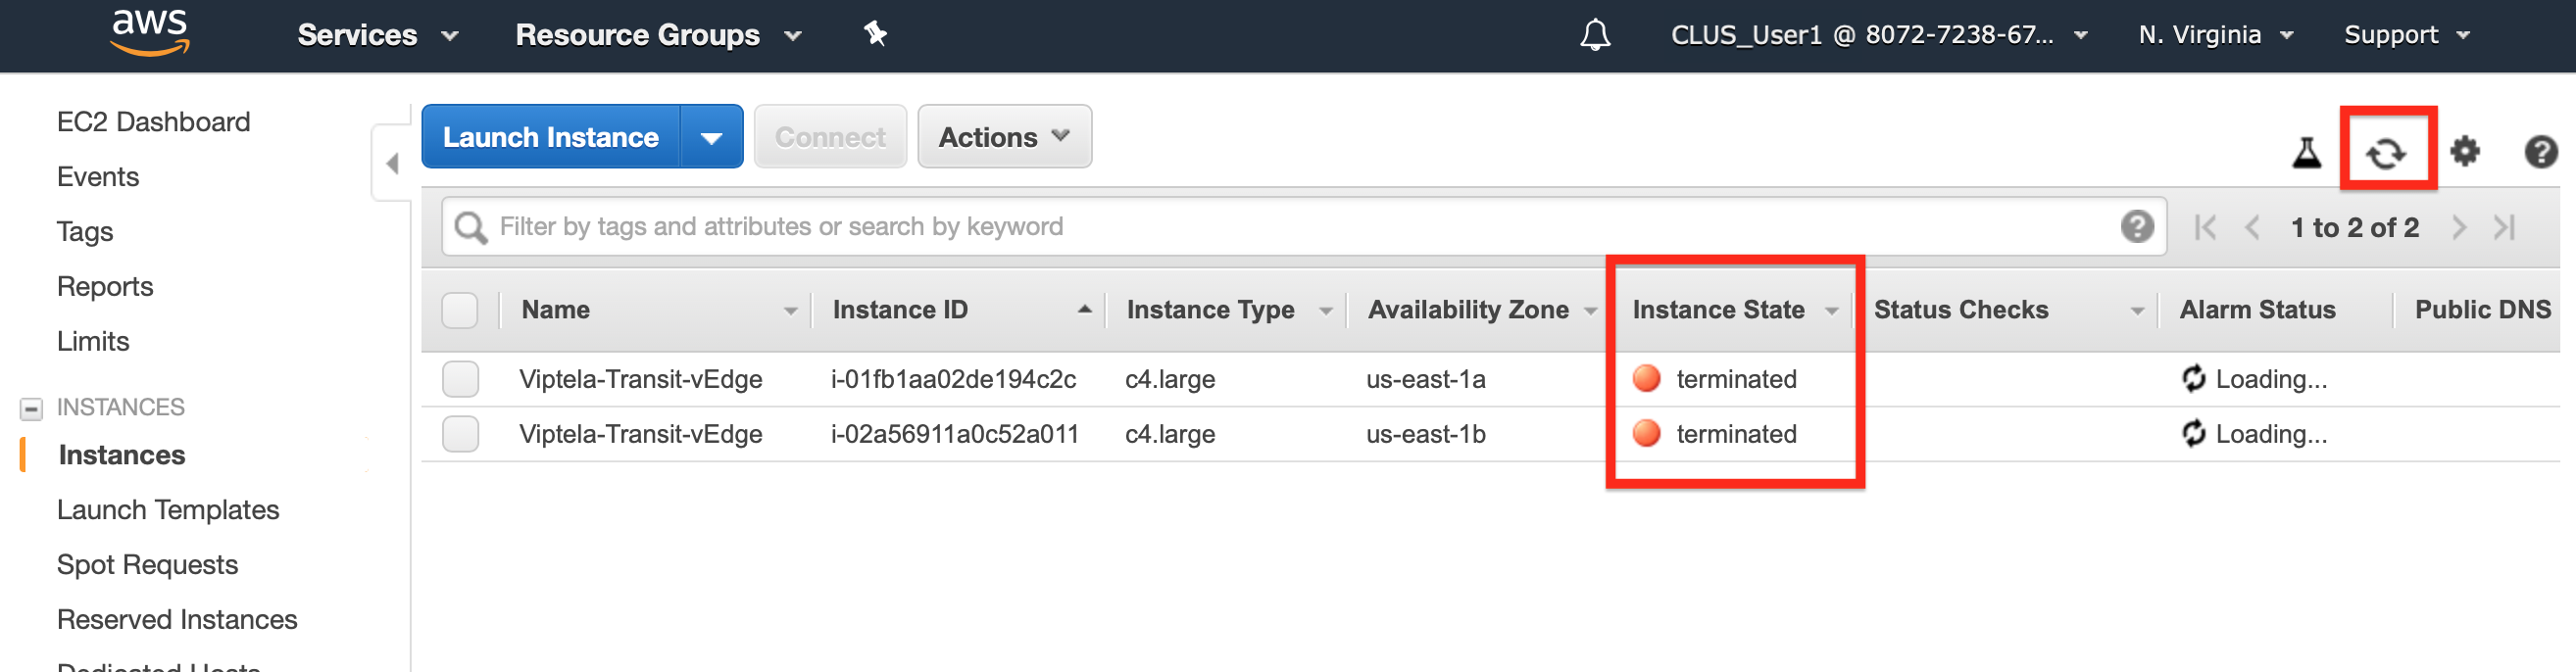 aws Services Resource Groups CLUS_User1 @ 8072-7238-67... N. Virginia Support
EC2 Dashboard
Events
Tags
Reports
Limits
INSTANCES
Instances
Launch Templates
Spot Requests
Reserved Instances
Dedicated Hosts
Launch Instance Connect Actions
Filter by tags and attributes or search by keyword 1 to 2 of 2
Name Instance ID Instance Type Availability Zone Instance State Status Checks Alarm Status Public DNS
Viptela-Transit-vEdge i-01fb1aa02de194c2c c4.large us-east-1a terminated Loading...
Viptela-Transit-vEdge i-02a56911a0c52a011 c4.large us-east-1b terminated Loading...